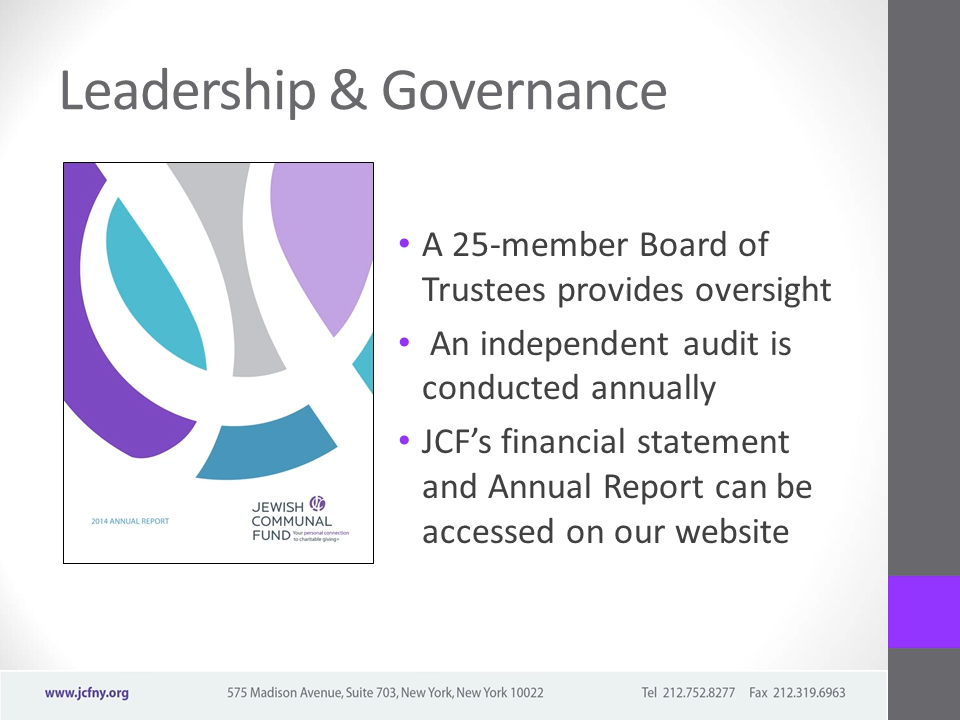 Leadership & Governance
• A 25-member Board of
Trustees provides oversight
• An independent audit is
conducted annually
• JCF’s financial statement
and Annual Report can be
accessed on our website
2014 ANNUAL REPORT
JEWISH
COMMUNAL
FUND
Your personal connection
to charitable giving
www.jcfny.org
575 Madison Avenue, Suite 703, New York, New York 10022
Tel 212.752.8277 Fax 212.319.6963